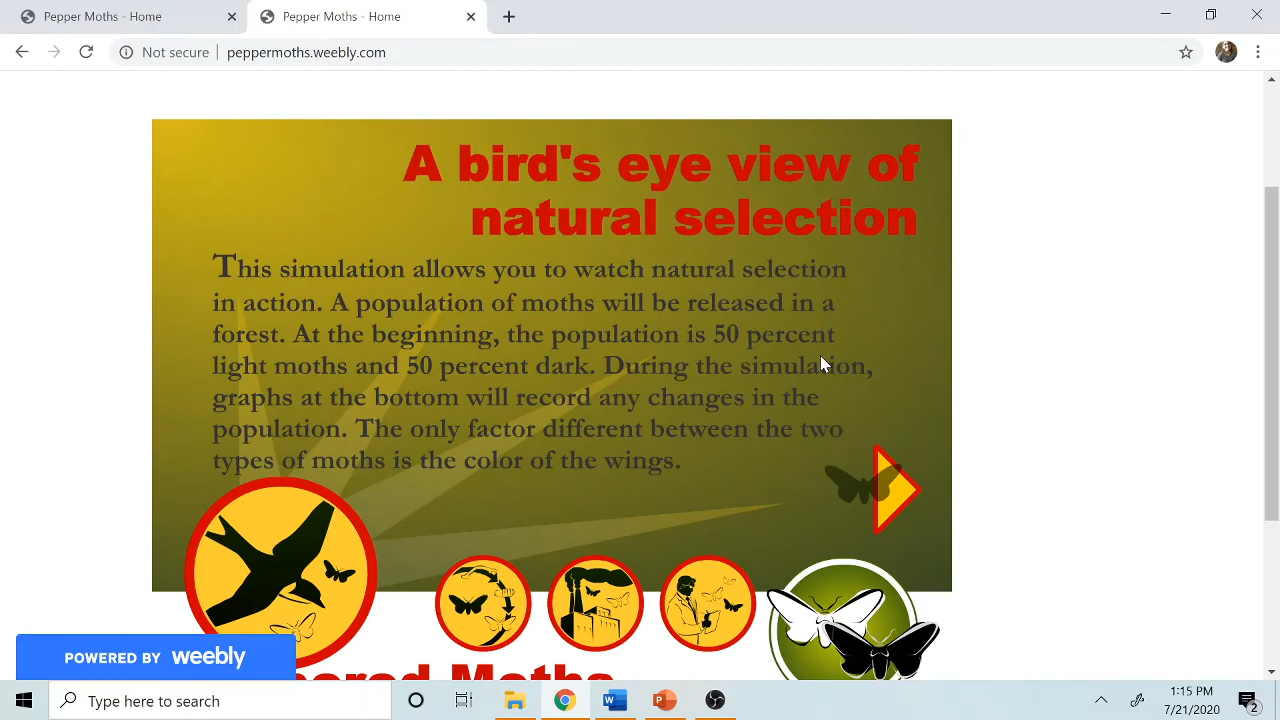 Pepper Moths - Home
Pepper Moths - Home
Not secure
peppermoths.weebly.com
A bird's eye view of
natural selection
This simulation allows you to watch natural selection
in action. A population of moths will be released in a
forest. At the beginning, the population is 50 percent
light moths and 50 percent dark. During the simulation,
graphs at the bottom will record any changes in the
population. The only factor different between the two
types of moths is the color of the wings.
POWERED BY weebly
Moths
Type here to search
1:15 PM
7/21/2020
2